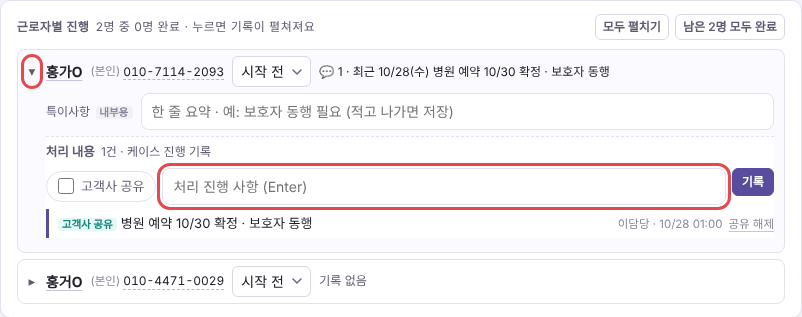 근로자별 진행 2명 중 0명 완료 · 누르면 기록이 펼쳐져요 모두 펼치기 남은 2명 모두 완료
▼ 홍가O (본인) 010-7114-2093 시작 전 💬 1 · 최근 10/28(수) 병원 예약 10/30 확정 · 보호자 동행
특이사항 내부용 한 줄 요약 · 예: 보호자 동행 필요 (적고 나가면 저장)
처리 내용 1건 · 케이스 진행 기록
고객사 공유 처리 진행 사항 (Enter) 기록
고객사 공유 병원 예약 10/30 확정 · 보호자 동행 이담당 · 10/28 01:00 공유 해제
▶ 홍거O (본인) 010-4471-0029 시작 전 기록 없음